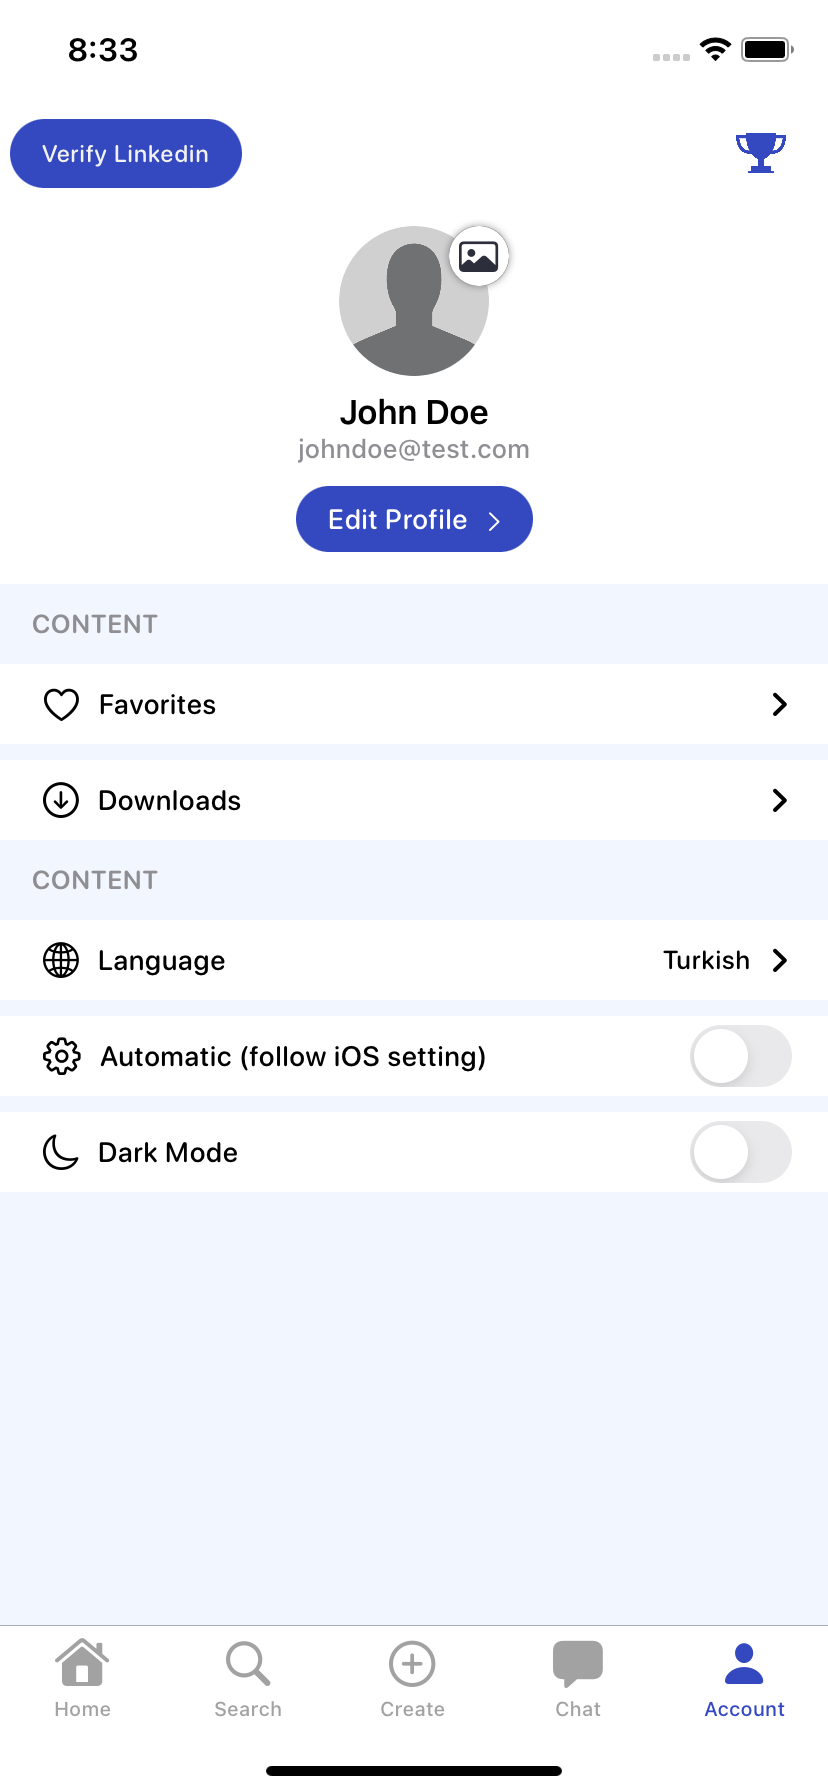 8:33
Verify Linkedin
John Doe
johndoe@test.com
Edit Profile
CONTENT
Favorites
Downloads
CONTENT
Language Turkish
Automatic (follow iOS setting)
Dark Mode
Home Search Create Chat Account